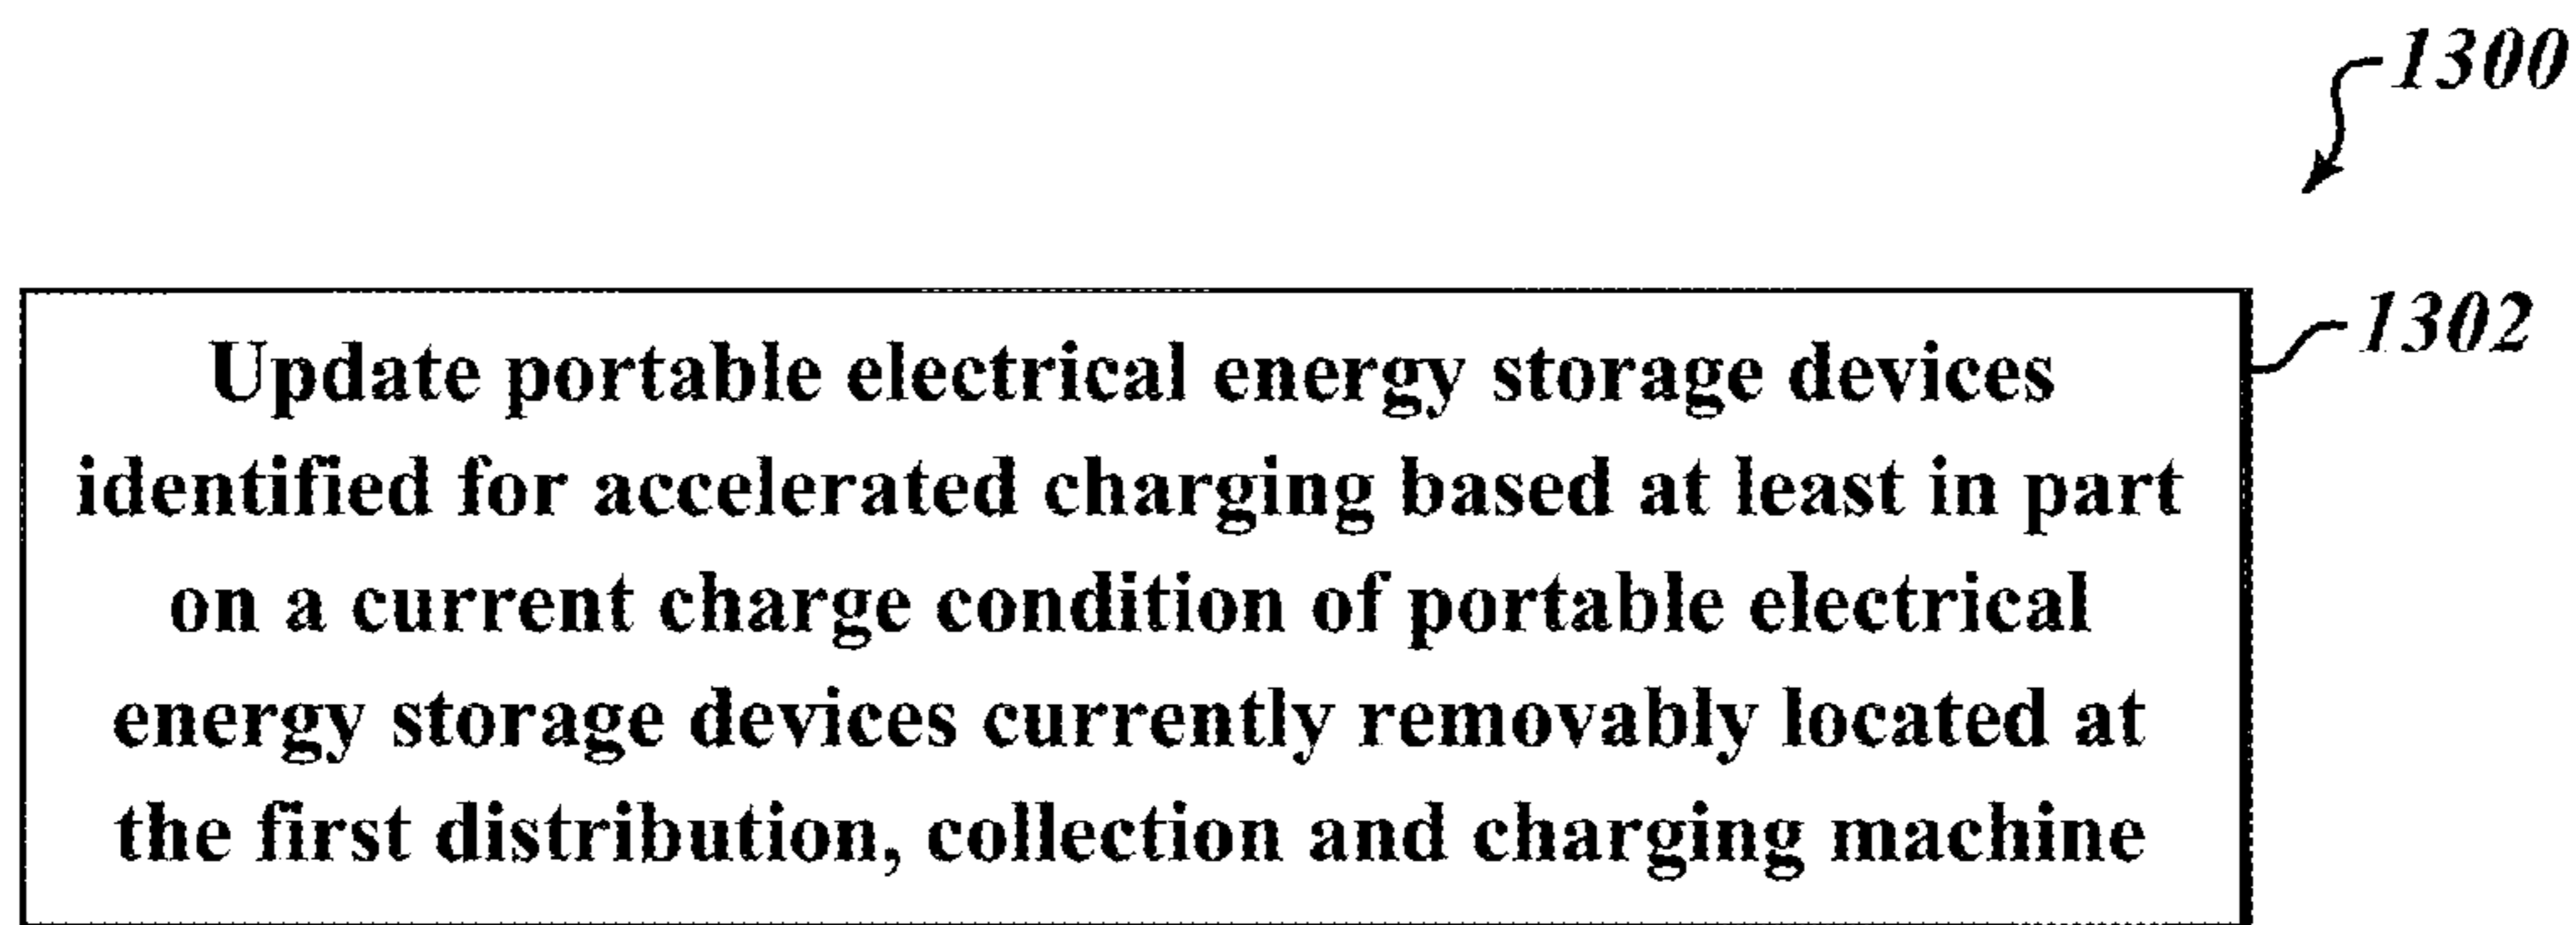 1300
1302
Update portable electrical energy storage devices
identified for accelerated charging based at least in part
on a current charge condition of portable electrical
energy storage devices currently removably located at
the first distribution, collection and charging machine